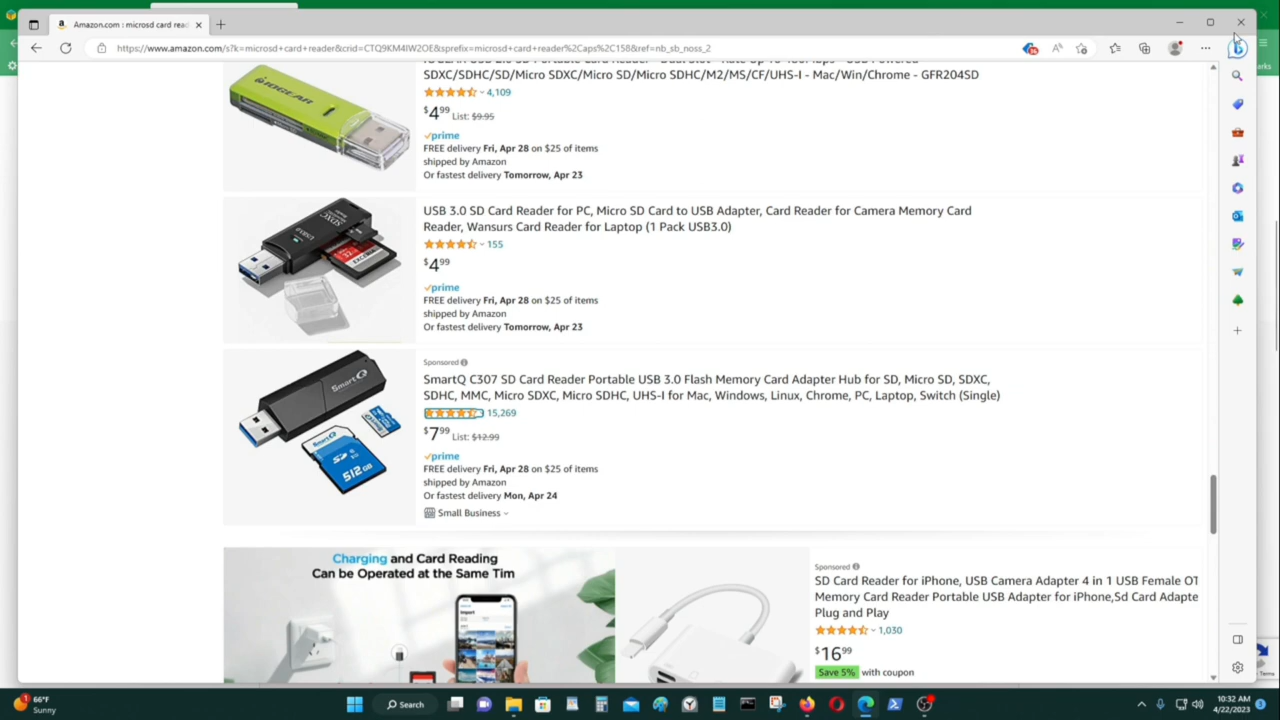 Amazon.com : microsd card read
https://www.amazon.com/s?k=microsd+card+reader&crid=CTQ9KM4IW2OE&sprefix=microsd+card+reader%2Caps%2C158&ref=nb_sb_noss_2
SDXC/SDHC/SD/Micro SDXC/Micro SD/Micro SDHC/M2/MS/CF/UHS-I - Mac/Win/Chrome - GFR204SD
IOGEAR
4,109
$4.99 List: $9.95
prime
FREE delivery Fri, Apr 28 on $25 of items
shipped by Amazon
Or fastest delivery Tomorrow, Apr 23
USB 3.0 SD Card Reader for PC, Micro SD Card to USB Adapter, Card Reader for Camera Memory Card
Reader, Wansurs Card Reader for Laptop (1 Pack USB3.0)
155
$4.99
prime
FREE delivery Fri, Apr 28 on $25 of items
shipped by Amazon
Or fastest delivery Tomorrow, Apr 23
Sponsored
SmartQ C307 SD Card Reader Portable USB 3.0 Flash Memory Card Adapter Hub for SD, Micro SD, SDXC,
SDHC, MMC, Micro SDXC, Micro SDHC, UHS-I for Mac, Windows, Linux, Chrome, PC, Laptop, Switch (Single)
SmartQ
15,269
$7.99 List: $12.99
prime
FREE delivery Fri, Apr 28 on $25 of items
shipped by Amazon
Or fastest delivery Mon, Apr 24
512GB
Small Business
Charging and Card Reading
Can be Operated at the Same Tim
Sponsored
SD Card Reader for iPhone, USB Camera Adapter 4 in 1 USB Female OT
Memory Card Reader Portable USB Adapter for iPhone,Sd Card Adapte
Plug and Play
1,030
$16.99
Save 5% with coupon
66°F
Sunny
Search
10:32 AM
4/22/2023